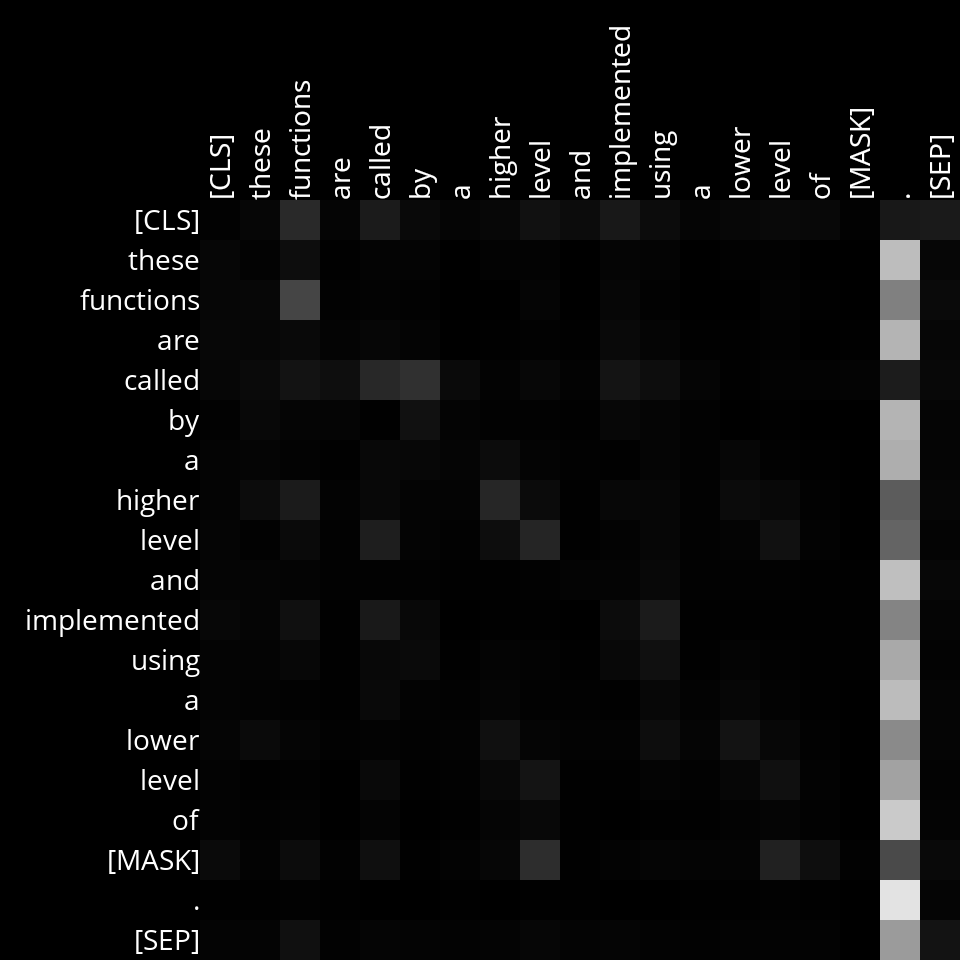 [CLS] these functions are called by a higher level and implemented using a lower level of [MASK] . [SEP]
[CLS]
these
functions
are
called
by
a
higher
level
and
implemented
using
a
lower
level
of
[MASK]
.
[SEP]